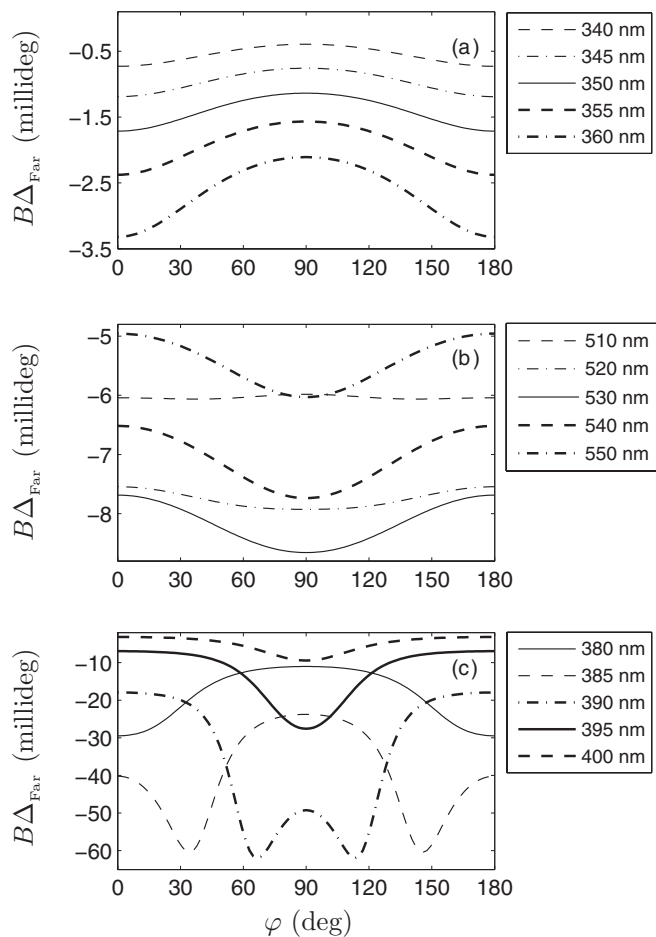 −0.5
−1.5
−2.5
−3.5
BΔFar (millideg)
(a)
0 30 60 90 120 150 180
340 nm
345 nm
350 nm
355 nm
360 nm
−5
−6
−7
−8
BΔFar (millideg)
(b)
0 30 60 90 120 150 180
510 nm
520 nm
530 nm
540 nm
550 nm
−10
−20
−30
−40
−50
−60
BΔFar (millideg)
(c)
0 30 60 90 120 150 180
φ (deg)
380 nm
385 nm
390 nm
395 nm
400 nm